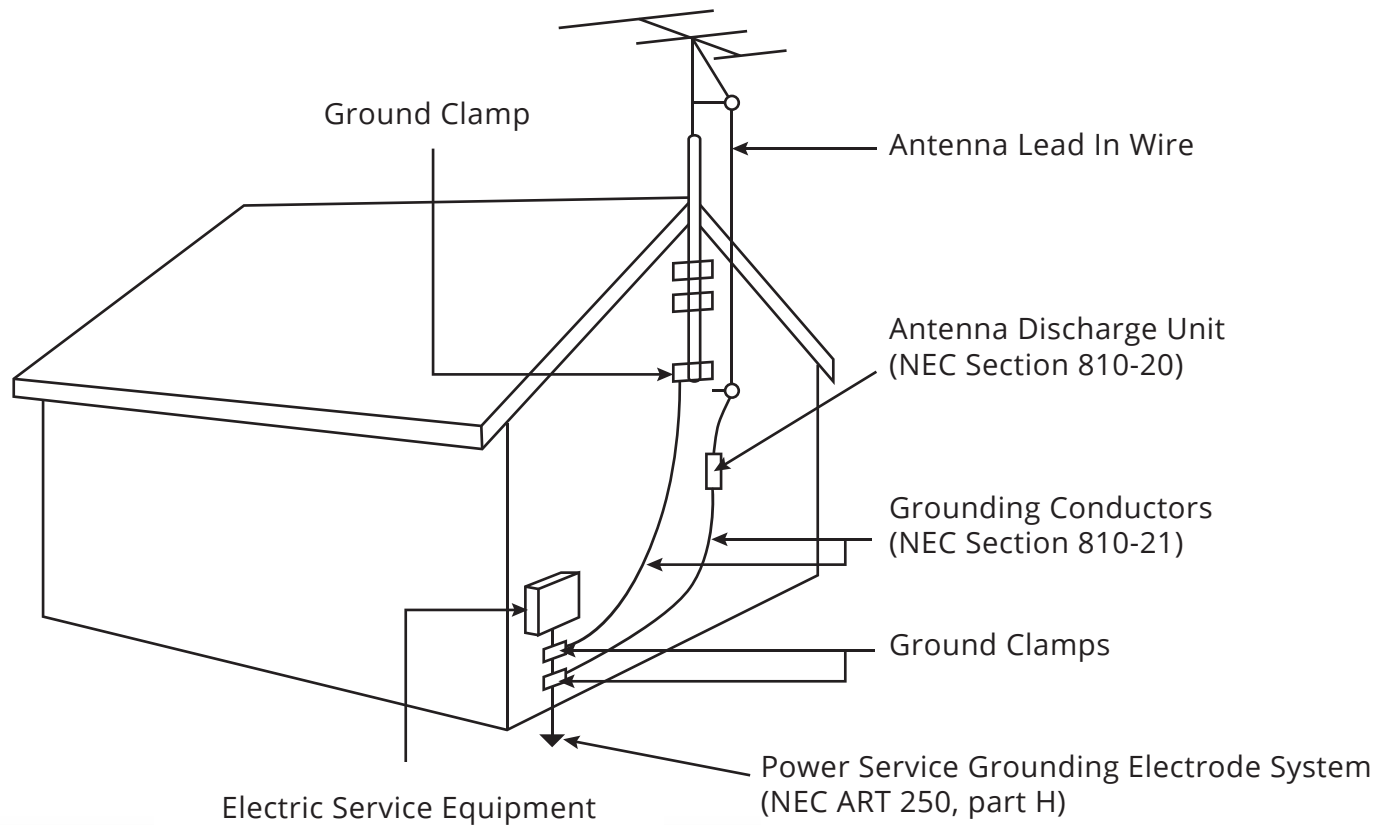 Ground Clamp
Antenna Lead In Wire
Antenna Discharge Unit
(NEC Section 810-20)
Grounding Conductors
(NEC Section 810-21)
Ground Clamps
Power Service Grounding Electrode System
(NEC ART 250, part H)
Electric Service Equipment